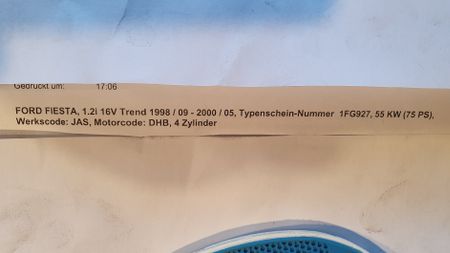 Gedruckt um: 17:06
FORD FIESTA, 1.2i 16V Trend 1998 / 09 - 2000 / 05, Typenschein-Nummer 1FG927, 55 KW (75 PS),
Werkscode: JAS, Motorcode: DHB, 4 Zylinder